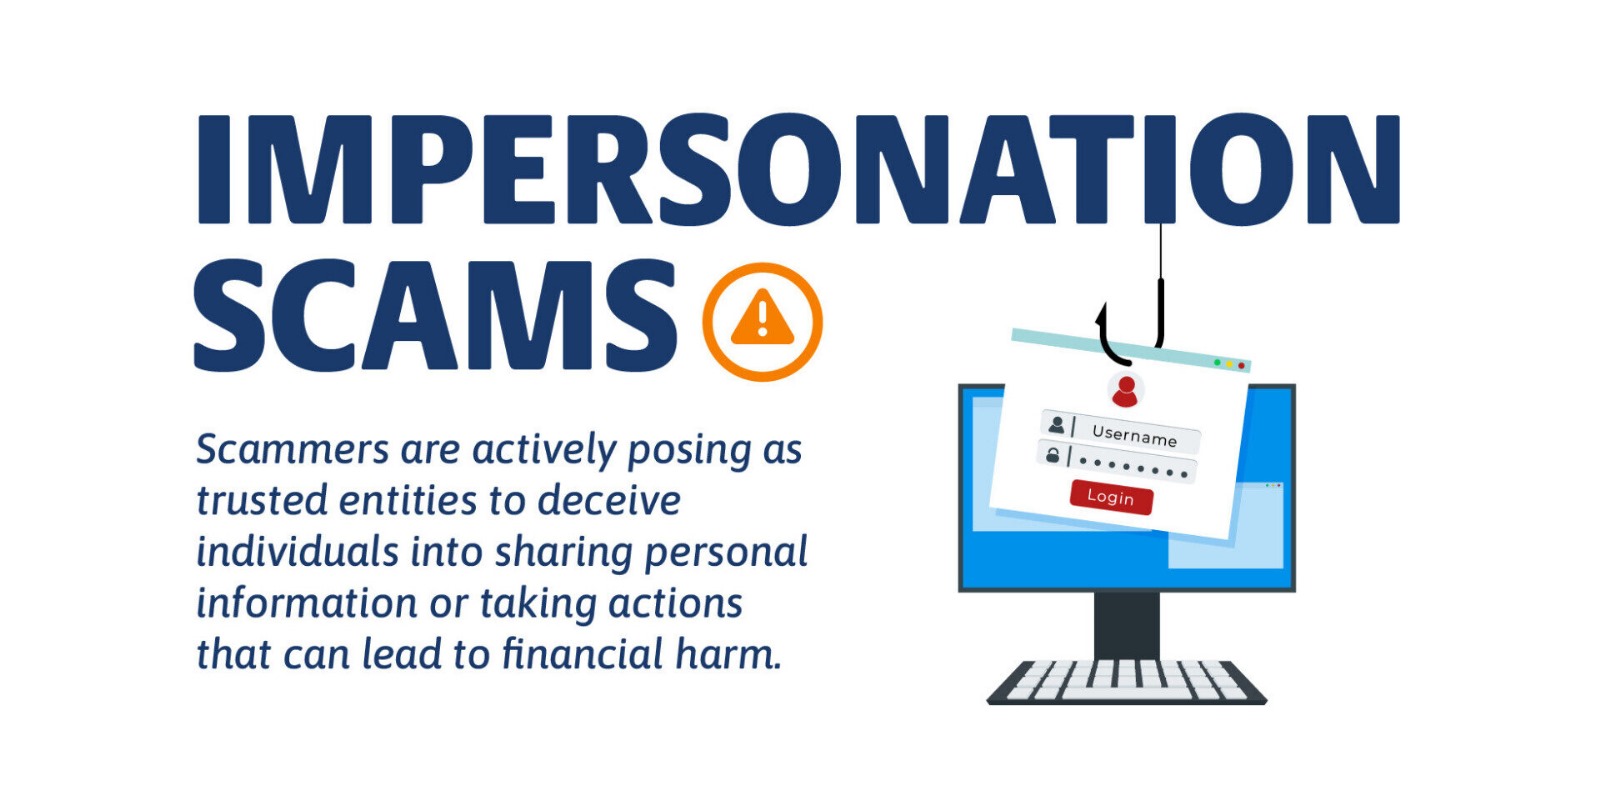 IMPERSONATION
SCAMS
Scammers are actively posing as
trusted entities to deceive
individuals into sharing personal
information or taking actions
that can lead to financial harm.
Username
Login